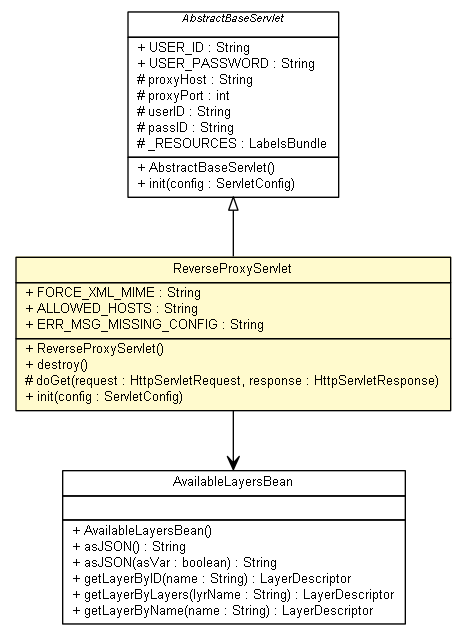 AbstractBaseServlet
+ USER_ID : String
+ USER_PASSWORD : String
# proxyHost : String
# proxyPort : int
# userID : String
# passID : String
# _RESOURCES : LabelsBundle
+ AbstractBaseServlet()
+ init(config : ServletConfig)
ReverseProxyServlet
+ FORCE_XML_MIME : String
+ ALLOWED_HOSTS : String
+ ERR_MSG_MISSING_CONFIG : String
+ ReverseProxyServlet()
+ destroy()
# doGet(request : HttpServletRequest, response : HttpServletResponse)
+ init(config : ServletConfig)
AvailableLayersBean
+ AvailableLayersBean()
+ asJSON() : String
+ asJSON(asVar : boolean) : String
+ getLayerByID(name : String) : LayerDescriptor
+ getLayerByLayers(lyrName : String) : LayerDescriptor
+ getLayerByName(name : String) : LayerDescriptor